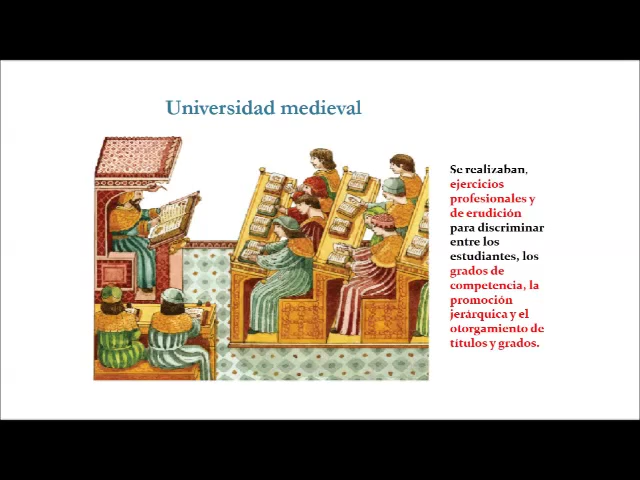 Universidad medieval
Se realizaban,
ejercicios
profesionales y
de erudición
para discriminar
entre los
estudiantes, los
grados de
competencia, la
promoción
jerárquica y el
otorgamiento de
títulos y grados.